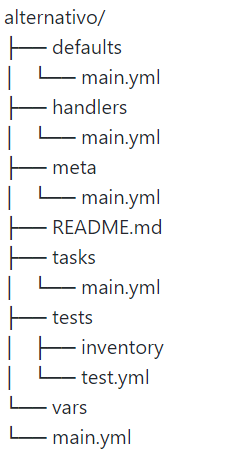 alternativo/
├── defaults
│   └── main.yml
├── handlers
│   └── main.yml
├── meta
│   └── main.yml
├── README.md
├── tasks
│   └── main.yml
├── tests
│   ├── inventory
│   └── test.yml
└── vars
└── main.yml